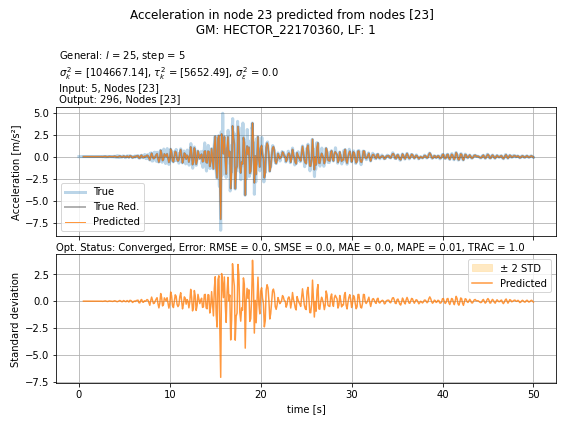 Acceleration in node 23 predicted from nodes [23]
GM: HECTOR_22170360, LF: 1
General: l = 25, step = 5
σ²ₖ = [104667.14], τ²ₖ = [5652.49], σ²ε = 0.0
Input: 5, Nodes [23]
Output: 296, Nodes [23]
5.0
2.5
0.0
−2.5
−5.0
−7.5
Acceleration [m/s²]
True
True Red.
Predicted
Opt. Status: Converged, Error: RMSE = 0.0, SMSE = 0.0, MAE = 0.0, MAPE = 0.01, TRAC = 1.0
2.5
0.0
−2.5
−5.0
−7.5
Standard deviation
± 2 STD
Predicted
0 10 20 30 40 50
time [s]